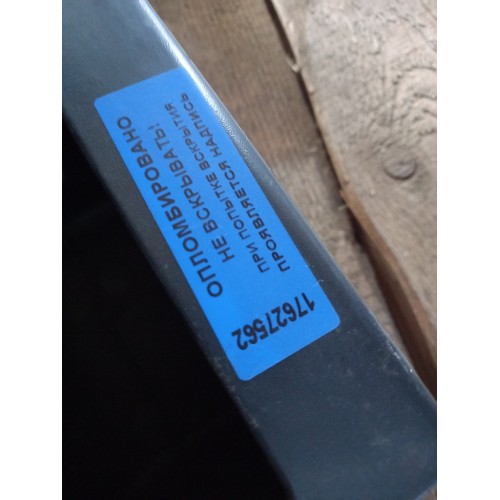 ОПЛОМБИРОВАНО
НЕ ВСКРЫВАТЬ!
ПРИ ПОПЫТКЕ ВСКРЫТИЯ
ПРОЯВЛЯЕТСЯ НАДПИСЬ
17627562